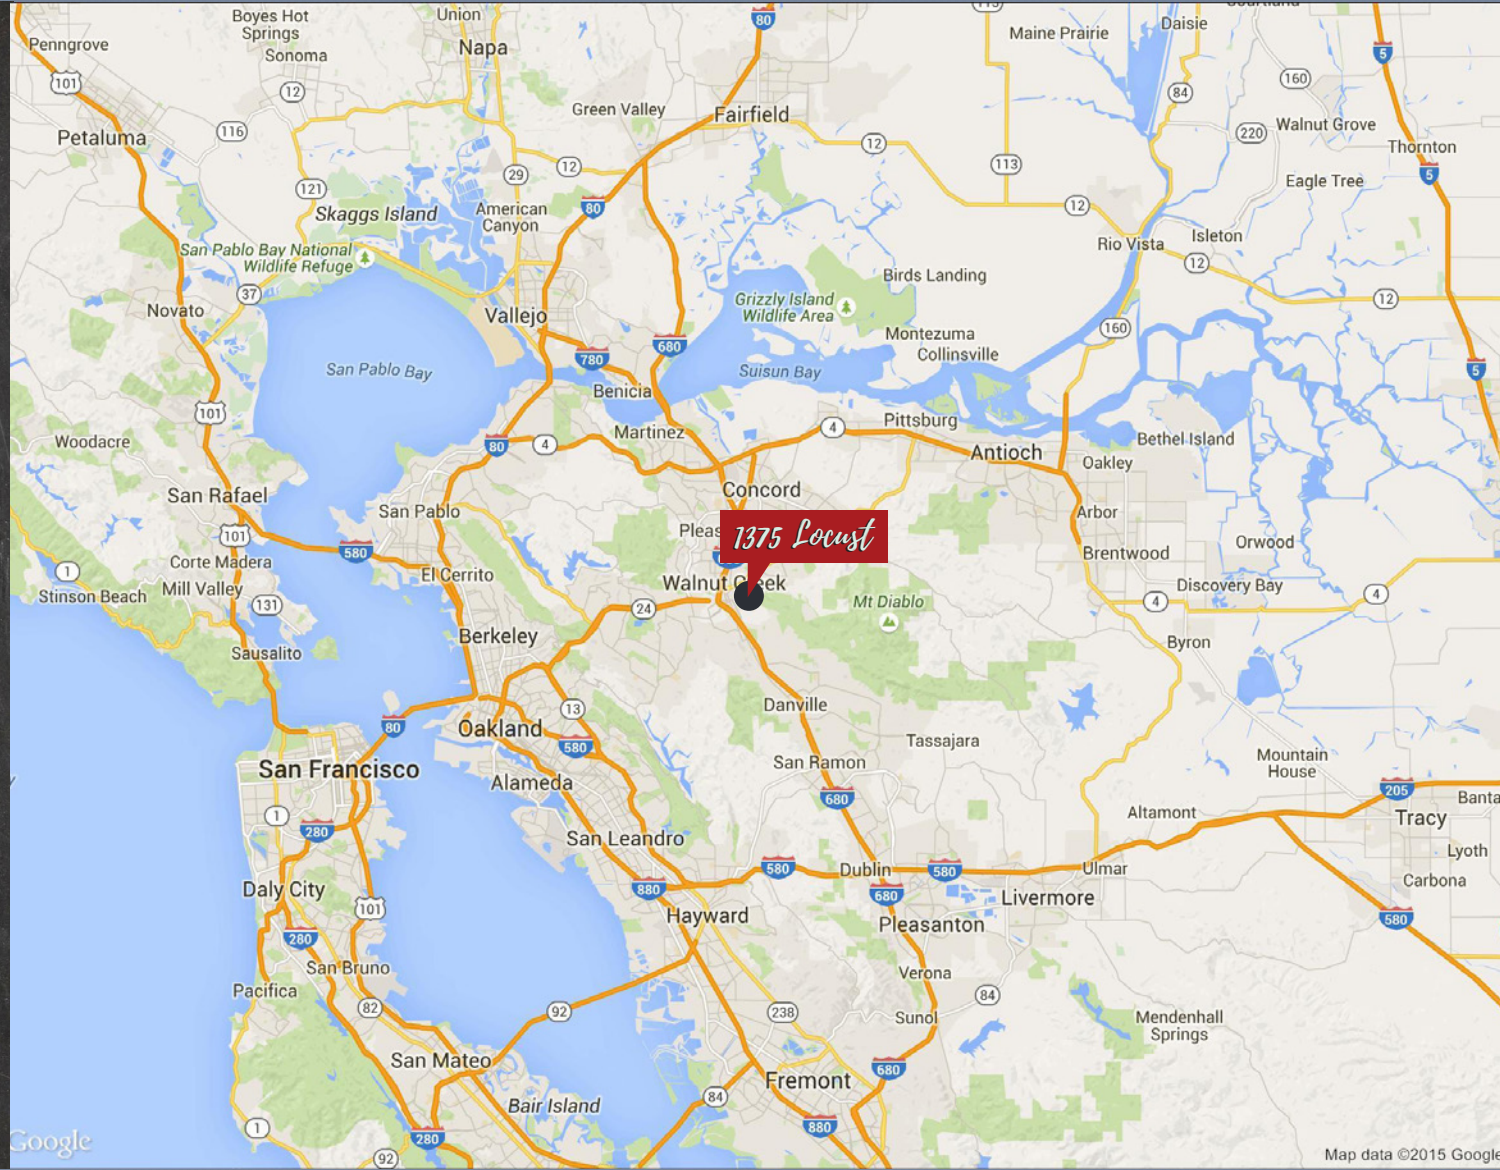 80
113
Boyes Hot
Springs
Union
Daisie
Penngrove
Napa
Maine Prairie
5
Sonoma
101
12
160
84
Green Valley
Fairfield
116
220
Walnut Grove
Petaluma
12
Thornton
12
113
29
5
121
Eagle Tree
80
12
Skaggs Island
American
Canyon
Isleton
Rio Vista
San Pablo Bay National
Wildlife Refuge
12
Birds Landing
37
Grizzly Island
Wildlife Area
12
Novato
Vallejo
160
Montezuma
680
Collinsville
780
San Pablo Bay
Suisun Bay
5
Benicia
101
Pittsburg
4
Martinez
Woodacre
80
4
Bethel Island
Antioch
Oakley
Concord
San Rafael
San Pablo
Arbor
Pleas
1375 Locust
101
580
Orwood
Brentwood
Corte Madera
1
El Cerrito
Walnut Creek
Discovery Bay
Mill Valley
Stinson Beach
131
24
Mt Diablo
4
4
Berkeley
Byron
Sausalito
Danville
13
80
Oakland
580
Tassajara
Mountain
House
San Francisco
San Ramon
Alameda
205
Banta
680
1
Altamont
Tracy
280
San Leandro
Lyoth
580
Dublin
580
Ulmar
Daly City
880
680
Carbona
Livermore
101
Hayward
580
Pleasanton
280
San Bruno
Verona
Pacifica
84
82
92
238
Sunol
Mendenhall
Springs
San Mateo
680
Fremont
84
Bair Island
1
280
880
Google
92
Map data ©2015 Google